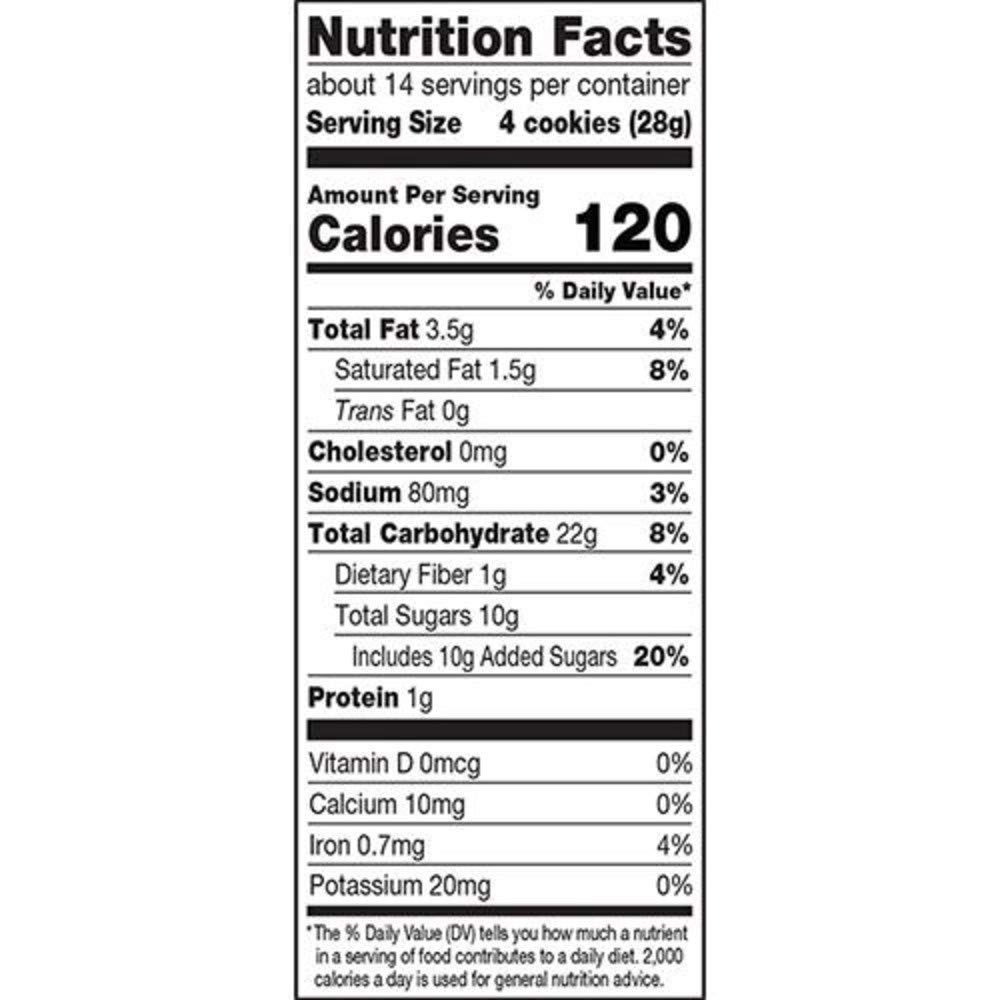 Nutrition Facts
about 14 servings per container
Serving Size 4 cookies (28g)
Amount Per Serving
Calories 120
% Daily Value*
Total Fat 3.5g 4%
Saturated Fat 1.5g 8%
Trans Fat 0g
Cholesterol 0mg 0%
Sodium 80mg 3%
Total Carbohydrate 22g 8%
Dietary Fiber 1g 4%
Total Sugars 10g
Includes 10g Added Sugars 20%
Protein 1g
Vitamin D 0mcg 0%
Calcium 10mg 0%
Iron 0.7mg 4%
Potassium 20mg 0%
*The % Daily Value (DV) tells you how much a nutrient
in a serving of food contributes to a daily diet. 2,000
calories a day is used for general nutrition advice.